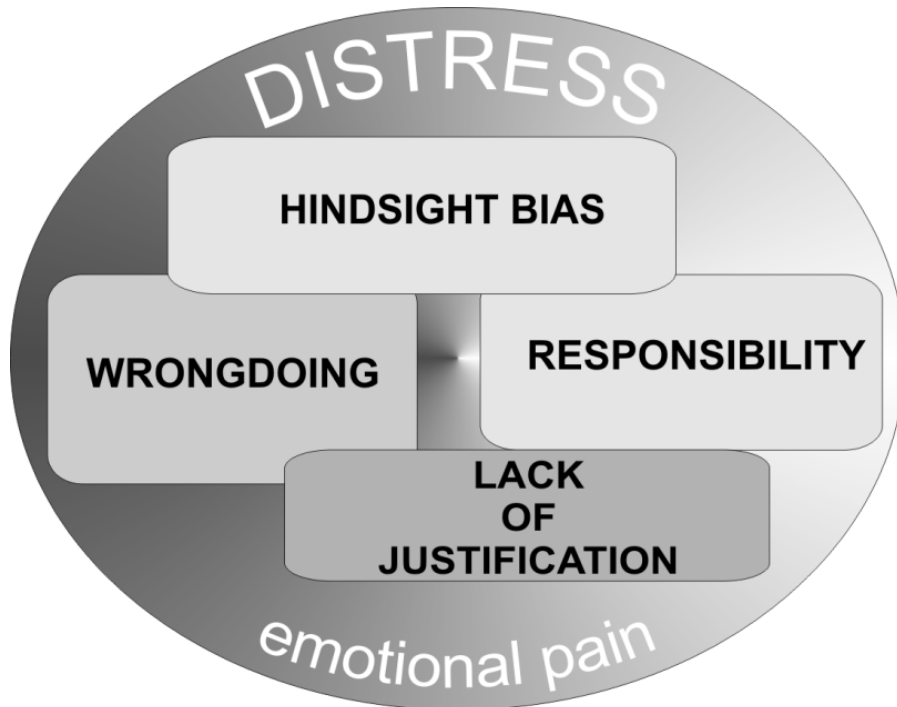 DISTRESS
HINDSIGHT BIAS
WRONGDOING
RESPONSIBILITY
LACK
OF
JUSTIFICATION
emotional pain